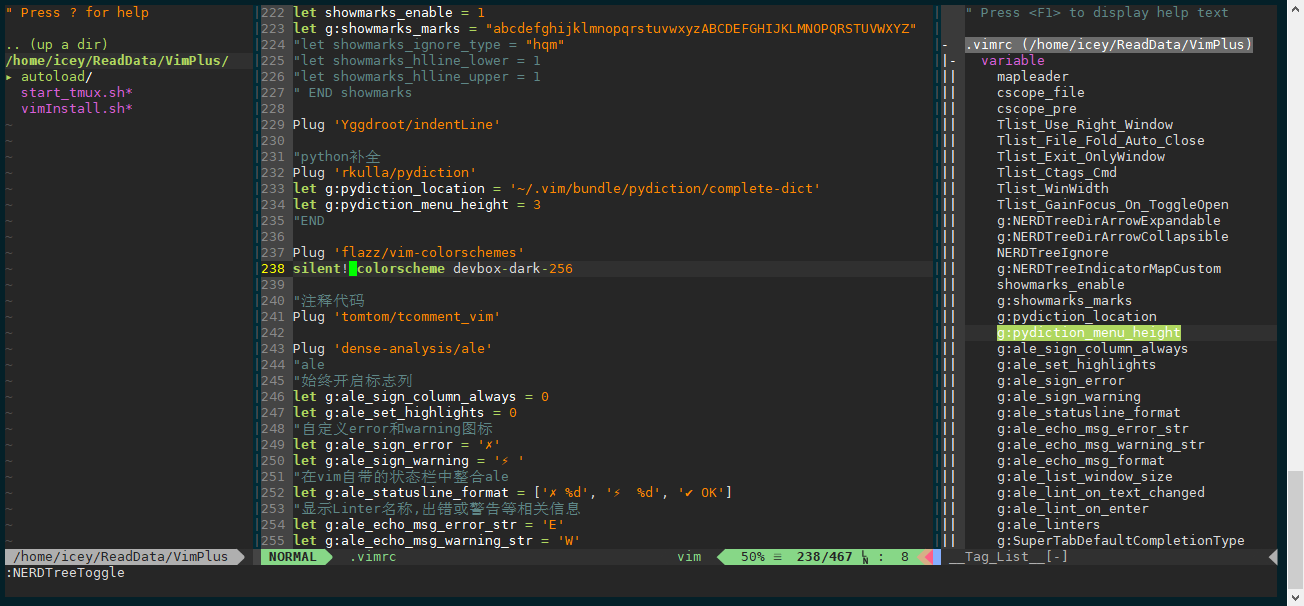 " Press ? for help
.. (up a dir)
/home/icey/ReadData/VimPlus/
▸ autoload/
start_tmux.sh*
vimInstall.sh*
222 let showmarks_enable = 1
223 let g:showmarks_marks = "abcdefghijklmnopqrstuvwxyzABCDEFGHIJKLMNOPQRSTUVWXYZ"
224 "let showmarks_ignore_type = "hqm"
225 "let showmarks_hlline_lower = 1
226 "let showmarks_hlline_upper = 1
227 " END showmarks
228
229 Plug 'Yggdroot/indentLine'
230
231 "python补全
232 Plug 'rkulla/pydiction'
233 let g:pydiction_location = '~/.vim/bundle/pydiction/complete-dict'
234 let g:pydiction_menu_height = 3
235 "END
236
237 Plug 'flazz/vim-colorschemes'
238 silent! colorscheme devbox-dark-256
239
240 "注释代码
241 Plug 'tomtom/tcomment_vim'
242
243 Plug 'dense-analysis/ale'
244 "ale
245 "始终开启标志列
246 let g:ale_sign_column_always = 0
247 let g:ale_set_highlights = 0
248 "自定义error和warning图标
249 let g:ale_sign_error = '✗'
250 let g:ale_sign_warning = '⚡ '
251 "在vim自带的状态栏中整合ale
252 let g:ale_statusline_format = ['✗ %d', '⚡ %d', '✔ OK']
253 "显示Linter名称,出错或警告等相关信息
254 let g:ale_echo_msg_error_str = 'E'
255 let g:ale_echo_msg_warning_str = 'W'
" Press <F1> to display help text
- .vimrc (/home/icey/ReadData/VimPlus)
|- variable
|| mapleader
|| cscope_file
|| cscope_pre
|| Tlist_Use_Right_Window
|| Tlist_File_Fold_Auto_Close
|| Tlist_Exit_OnlyWindow
|| Tlist_Ctags_Cmd
|| Tlist_WinWidth
|| Tlist_GainFocus_On_ToggleOpen
|| g:NERDTreeDirArrowExpandable
|| g:NERDTreeDirArrowCollapsible
|| NERDTreeIgnore
|| g:NERDTreeIndicatorMapCustom
|| showmarks_enable
|| g:showmarks_marks
|| g:pydiction_location
|| g:pydiction_menu_height
|| g:ale_sign_column_always
|| g:ale_set_highlights
|| g:ale_sign_error
|| g:ale_sign_warning
|| g:ale_statusline_format
|| g:ale_echo_msg_error_str
|| g:ale_echo_msg_warning_str
|| g:ale_echo_msg_format
|| g:ale_list_window_size
|| g:ale_lint_on_text_changed
|| g:ale_lint_on_enter
|| g:ale_linters
|| g:SuperTabDefaultCompletionType
/home/icey/ReadData/VimPlus
NORMAL .vimrc vim 50% ≡ 238/467 ㏑ : 8
__Tag_List__[-]
:NERDTreeToggle